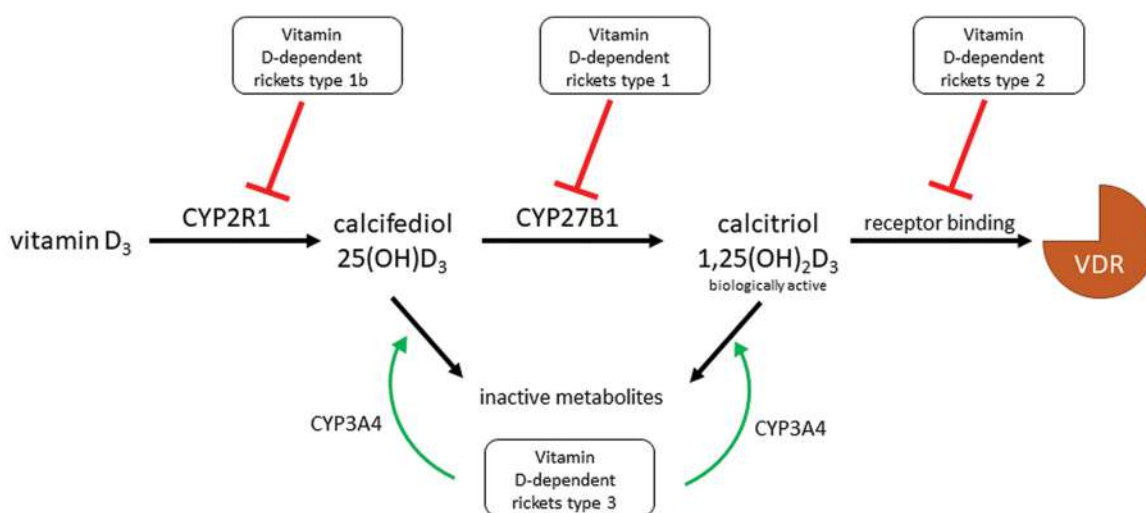 Vitamin
D-dependent
rickets type 1b
Vitamin
D-dependent
rickets type 1
Vitamin
D-dependent
rickets type 2
vitamin D₃
CYP2R1
calcifediol
25(OH)D₃
CYP27B1
calcitriol
1,25(OH)₂D₃
biologically active
receptor binding
VDR
inactive metabolites
CYP3A4
CYP3A4
Vitamin
D-dependent
rickets type 3